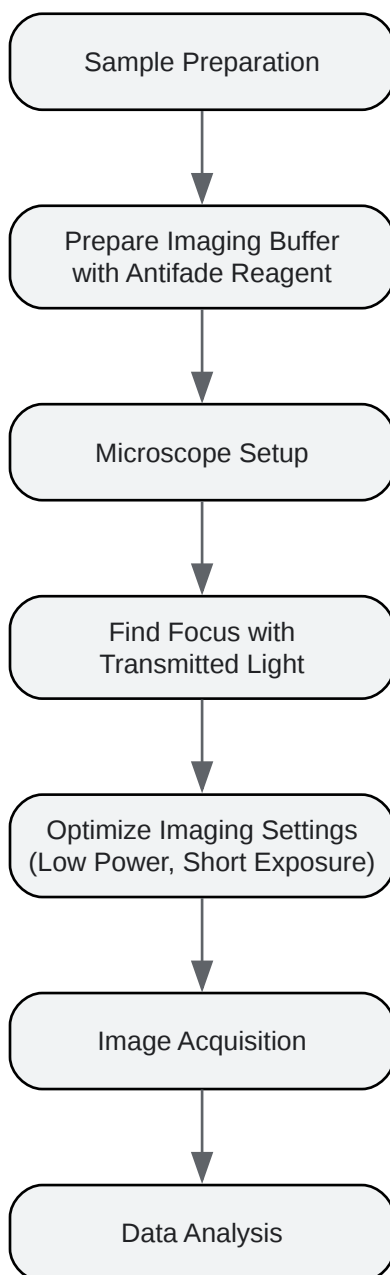 Sample Preparation
Prepare Imaging Buffer
with Antifade Reagent
Microscope Setup
Find Focus with
Transmitted Light
Optimize Imaging Settings
(Low Power, Short Exposure)
Image Acquisition
Data Analysis